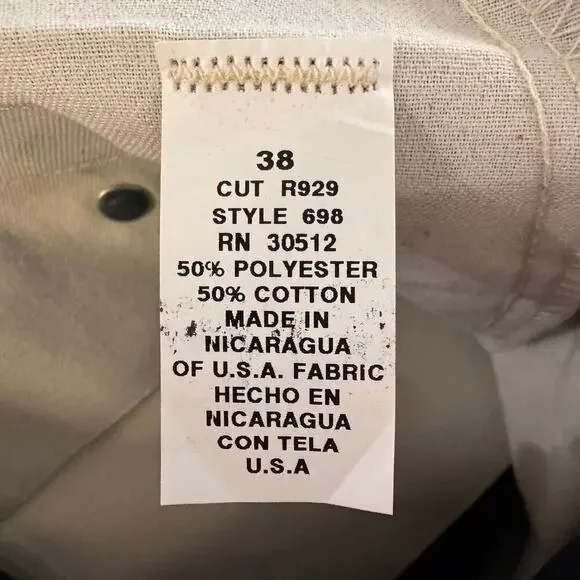 38
CUT R929
STYLE 698
RN 30512
50% POLYESTER
50% COTTON
MADE IN
NICARAGUA
OF U.S.A. FABRIC
HECHO EN
NICARAGUA
CON TELA
U.S.A